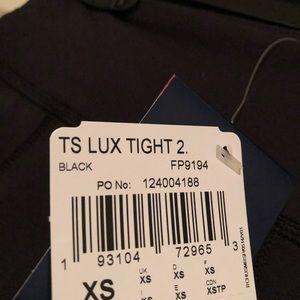 TS LUX TIGHT 2.
BLACK FP9194
PO No: 124004188
1 93104 72965 3
XS
UK D F
XS XS XS
I E CDN
XS XS XSTP